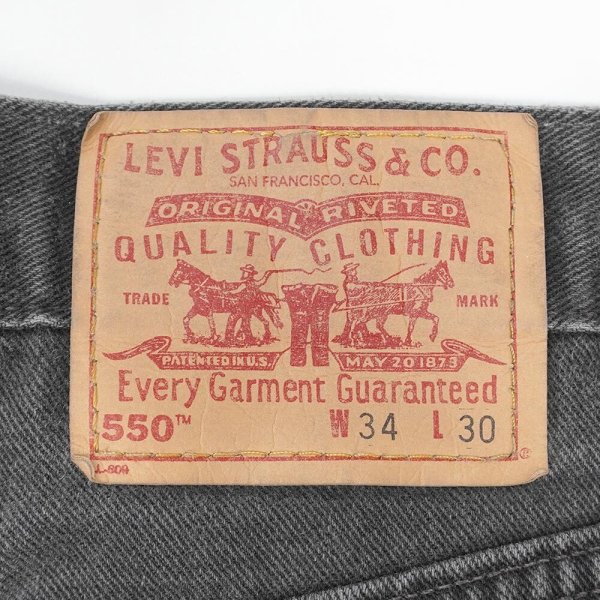 LEVI STRAUSS & CO.
SAN FRANCISCO, CAL.
ORIGINAL RIVETED
QUALITY CLOTHING
TRADE MARK
PATENTED IN U.S. MAY 20 1873
Every Garment Guaranteed
550™ W 34 L 30
®